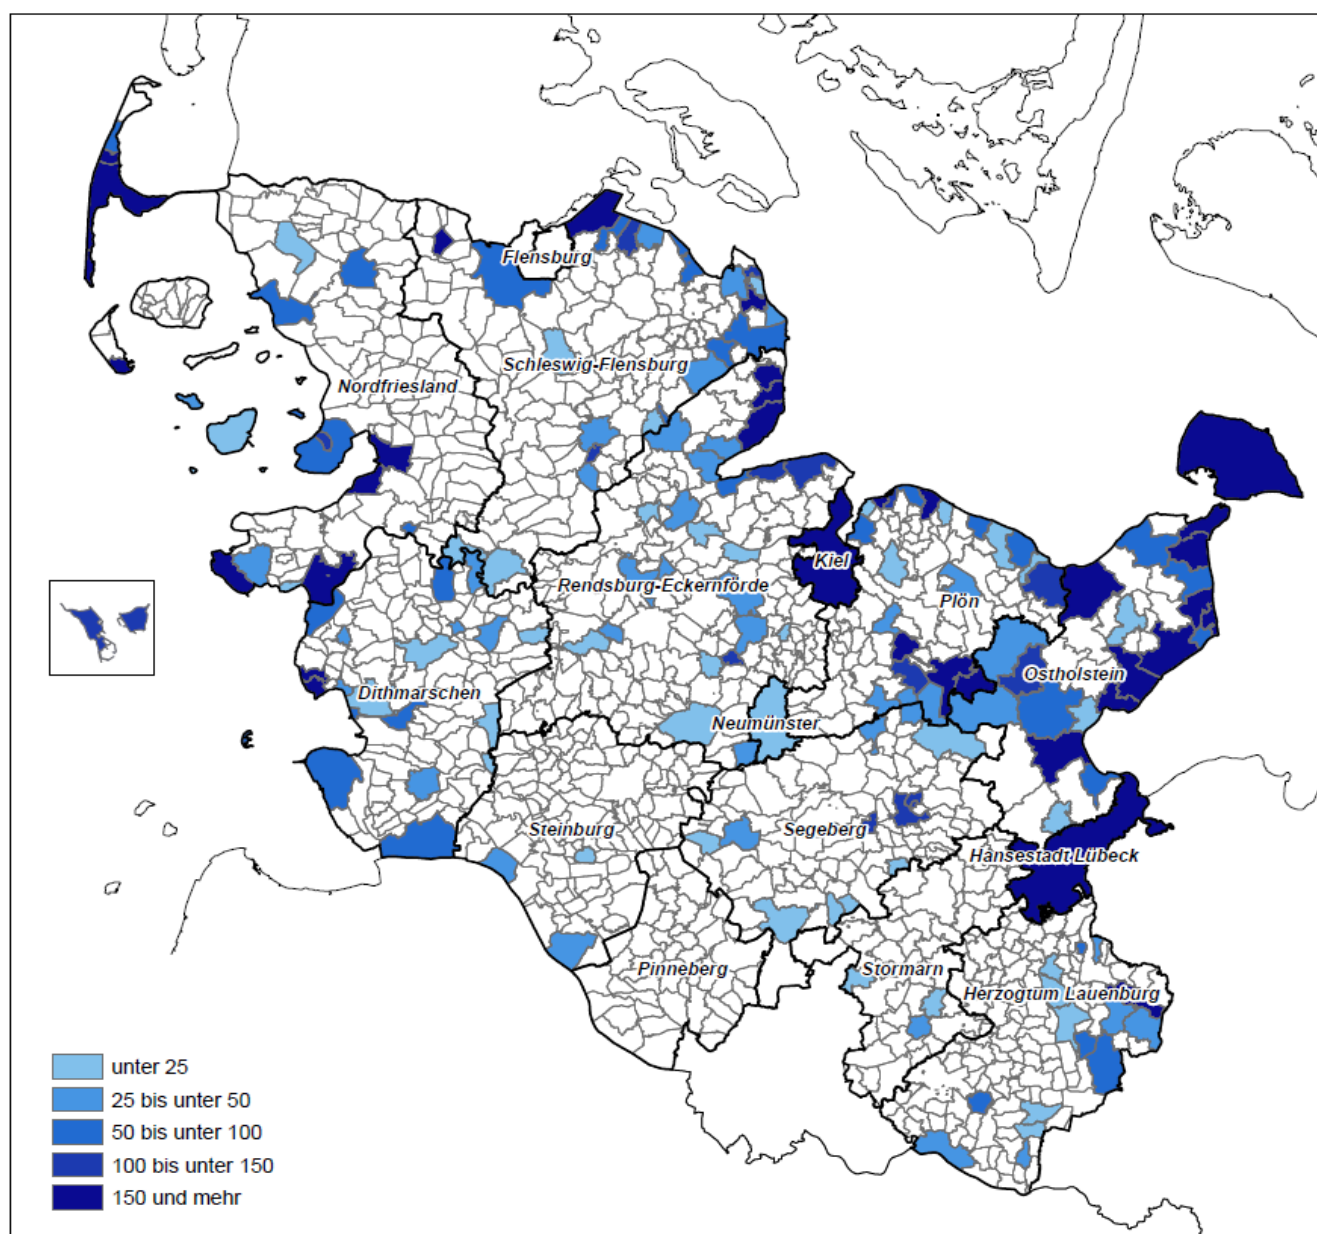 Flensburg
Schleswig-Flensburg
Nordfriesland
Kiel
Rendsburg-Eckernförde
Plön
Ostholstein
Dithmarschen
Neumünster
Steinburg
Segeberg
Hansestadt Lübeck
Pinneberg
Stormarn
Herzogtum Lauenburg
unter 25
25 bis unter 50
50 bis unter 100
100 bis unter 150
150 und mehr